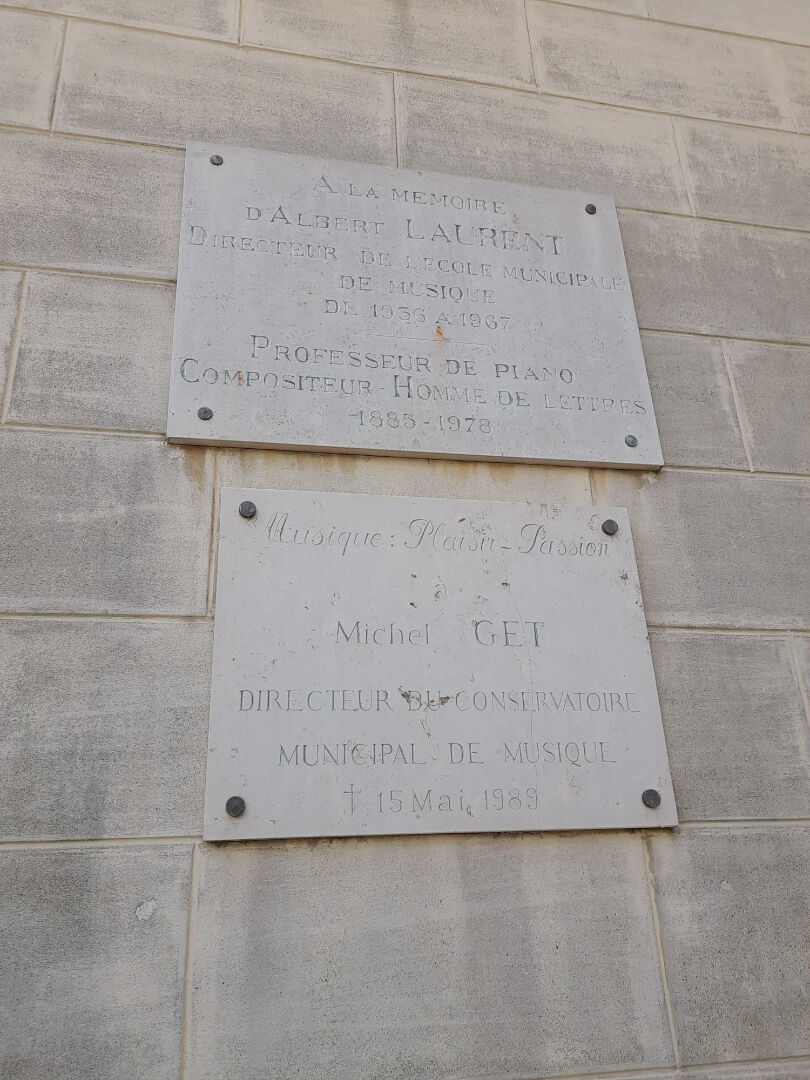 A LA MEMOIRE
D'ALBERT LAURENT
DIRECTEUR DE L'ECOLE MUNICIPALE
DE MUSIQUE
DE 1936 A 1967
PROFESSEUR DE PIANO
COMPOSITEUR - HOMME DE LETTRES
1885 - 1978
Musique : Plaisir - Passion
à
Michel GET
DIRECTEUR DU CONSERVATOIRE
MUNICIPAL DE MUSIQUE
† 15 Mai 1989